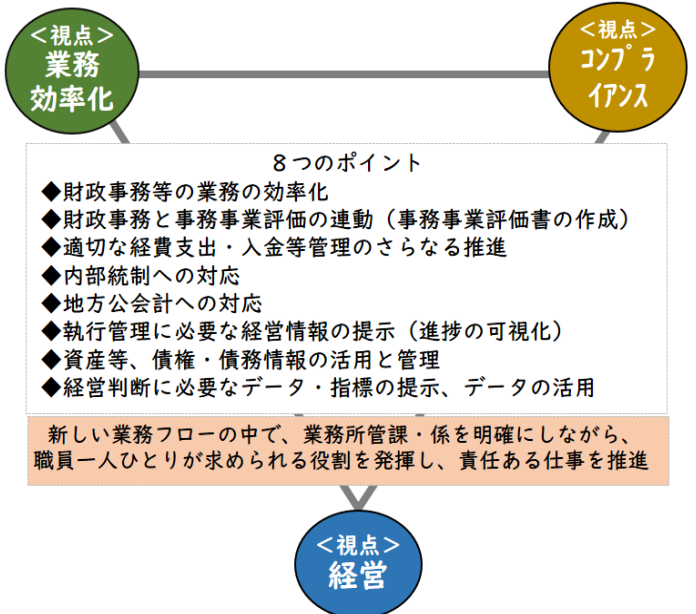 ＜視点＞
業務
効率化
＜視点＞
コンプラ
イアンス
８つのポイント
◆財政事務等の業務の効率化
◆財政事務と事務事業評価の連動（事務事業評価書の作成）
◆適切な経費支出・入金等管理のさらなる推進
◆内部統制への対応
◆地方公会計への対応
◆執行管理に必要な経営情報の提示（進捗の可視化）
◆資産等、債権・債務情報の活用と管理
◆経営判断に必要なデータ・指標の提示、データの活用
新しい業務フローの中で、業務所管課・係を明確にしながら、
職員一人ひとりが求められる役割を発揮し、責任ある仕事を推進
＜視点＞
経営